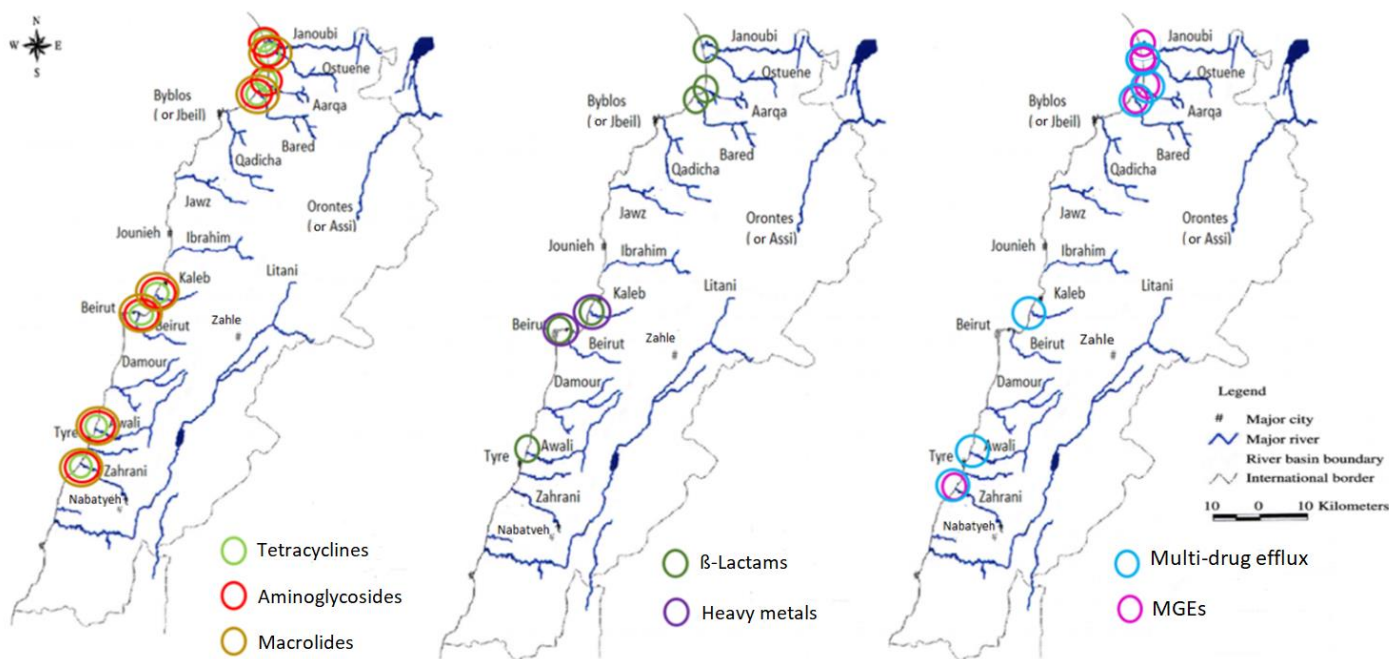 N
W E
S
Janoubi
Ostuene
Byblos
( or Jbeil)
Aarqa
Bared
Qadicha
Jawz
Orontes
(or Assi)
Jounieh
Ibrahim
Litani
Kaleb
Beirut
Beirut
Zahle
Damour
Awali
Tyre
Zahrani
Nabatyeh
Tetracyclines
Aminoglycosides
Macrolides
Janoubi
Ostuene
Byblos
( or Jbeil)
Aarqa
Bared
Qadicha
Jawz
Orontes
(or Assi)
Jounieh
Ibrahim
Litani
Kaleb
Beirut
Beirut
Zahle
Damour
Awali
Tyre
Zahrani
Nabatyeh
ß-Lactams
Heavy metals
Janoubi
Ostuene
Byblos
( or Jbeil)
Aarqa
Bared
Qadicha
Jawz
Orontes
(or Assi)
Jounieh
Ibrahim
Litani
Kaleb
Beirut
Beirut
Zahle
Damour
Awali
Tyre
Zahrani
Nabatyeh
Legend
# Major city
Major river
River basin boundary
International border
10 0 10 Kilometers
Multi-drug efflux
MGEs